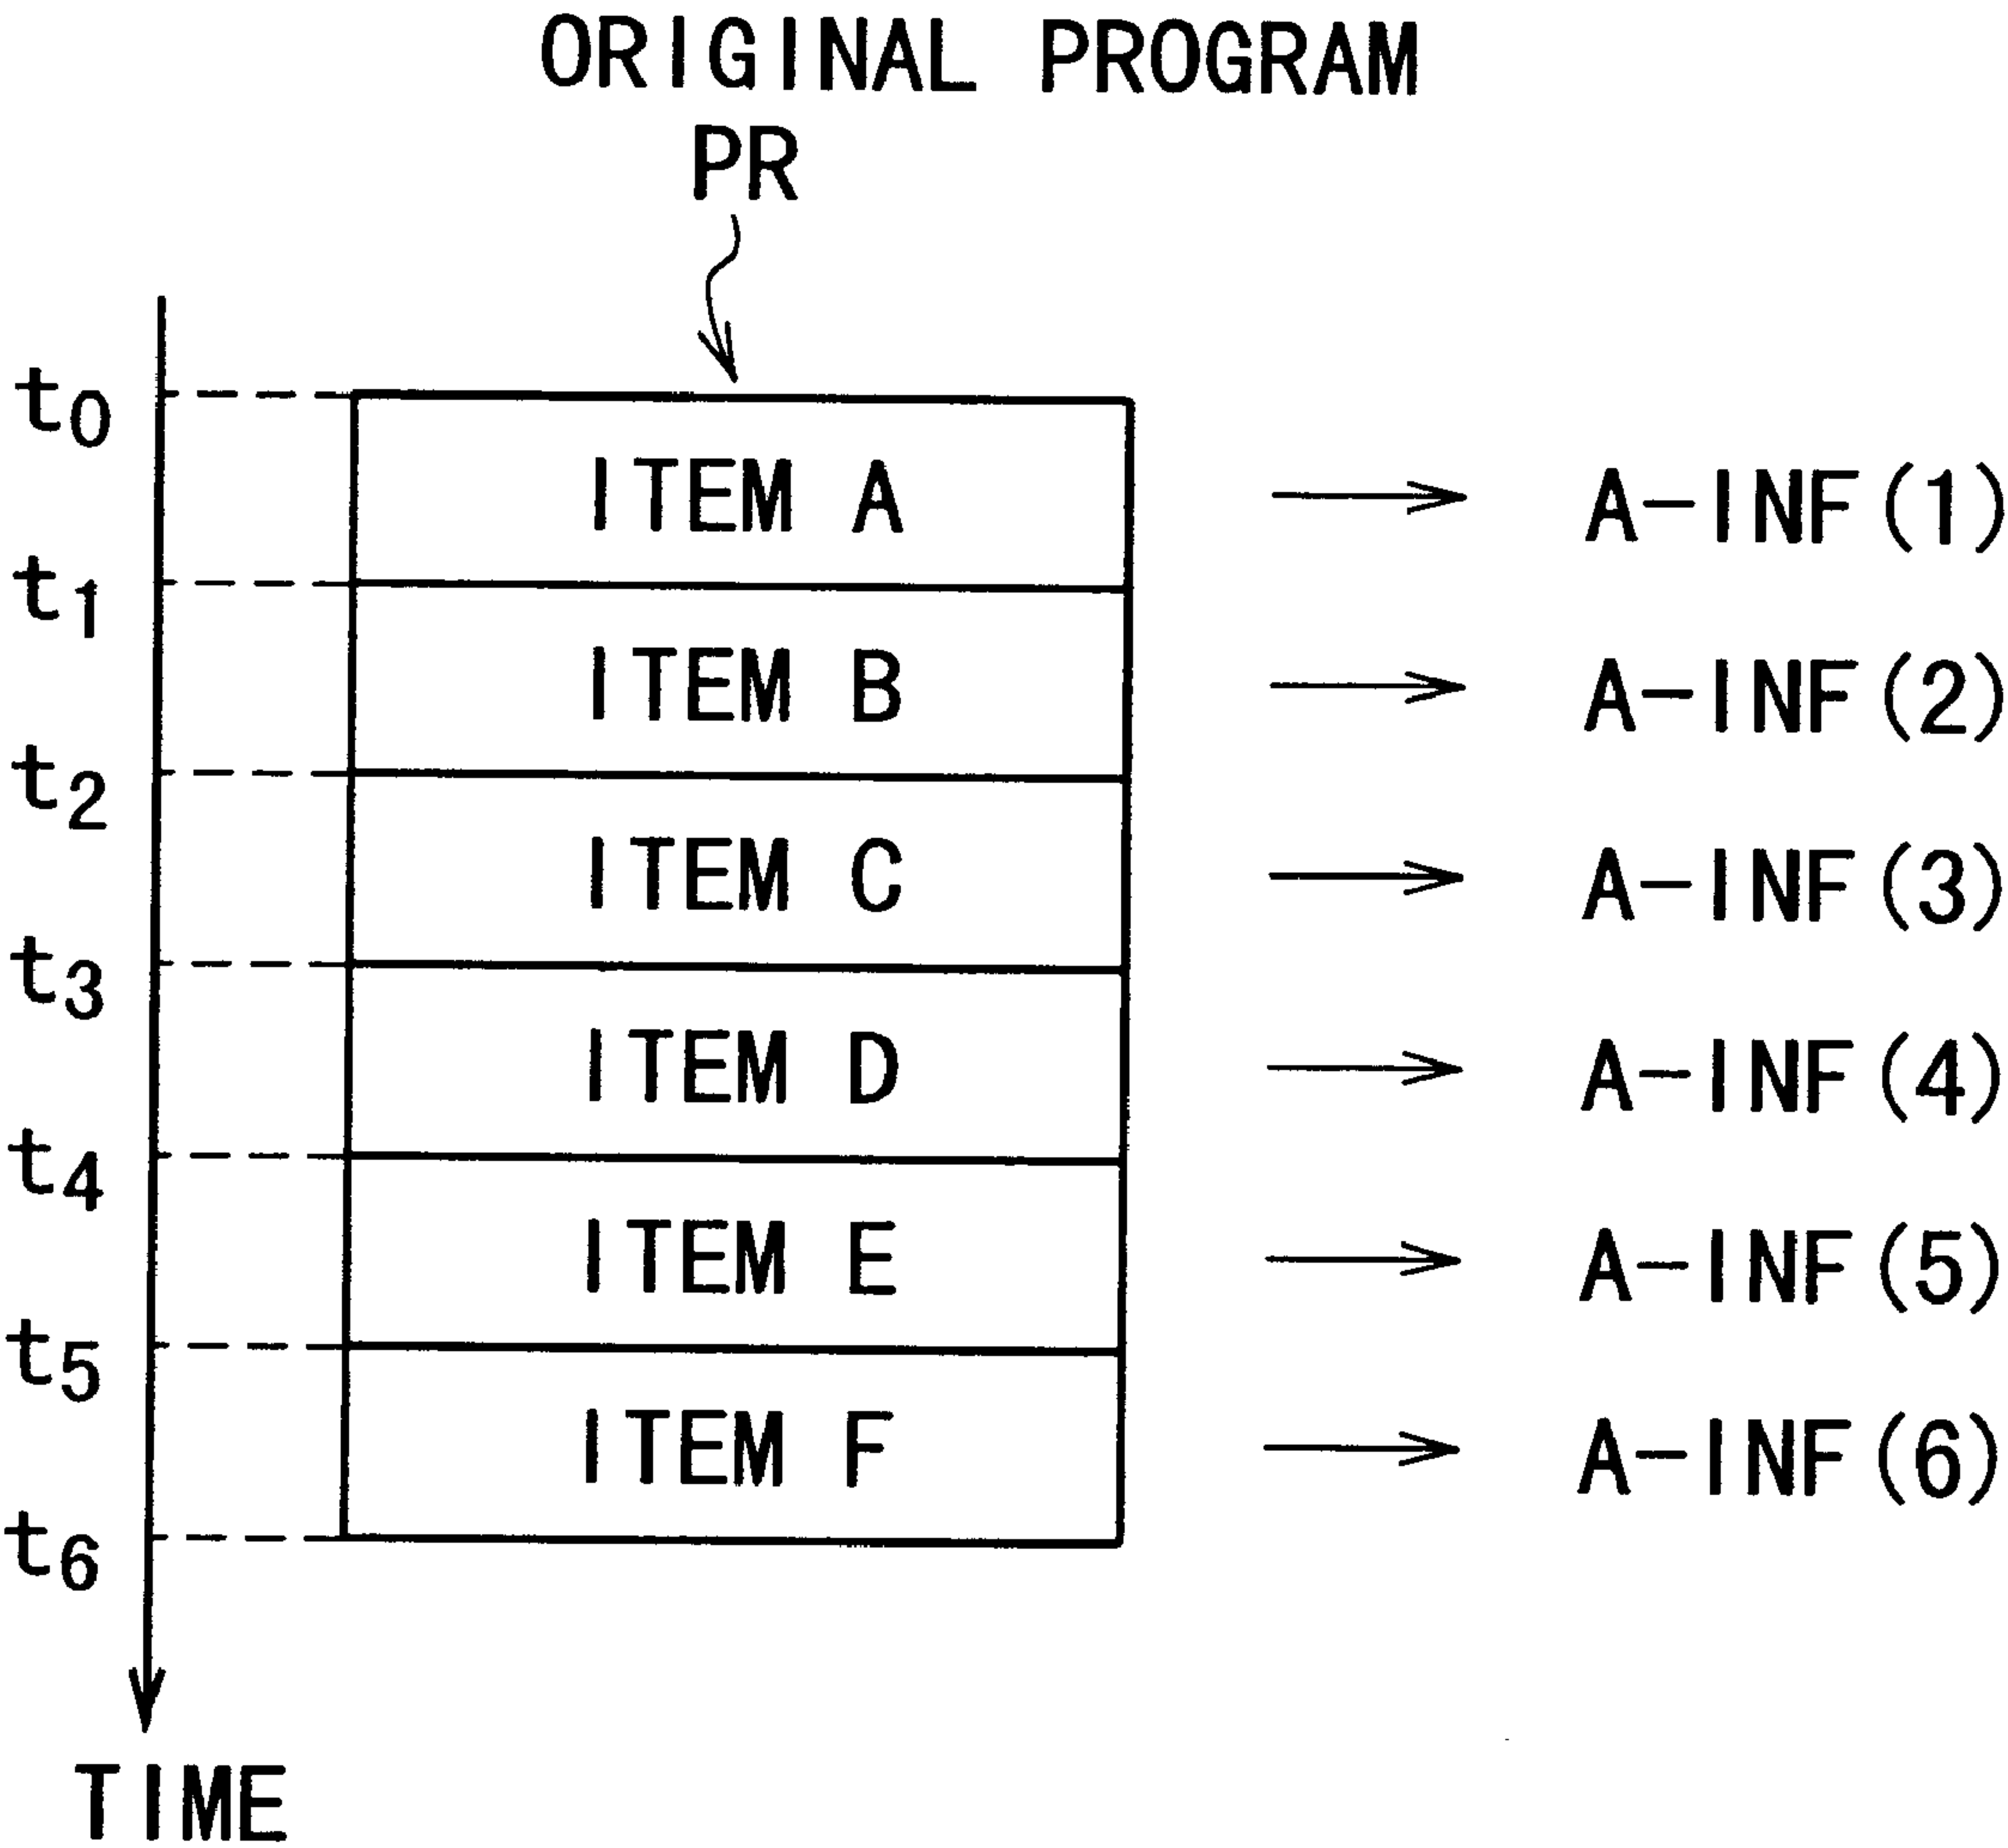 ORIGINAL PROGRAM
PR
t0
ITEM A
A-INF(1)
t1
ITEM B
A-INF(2)
t2
ITEM C
A-INF(3)
t3
ITEM D
A-INF(4)
t4
ITEM E
A-INF(5)
t5
ITEM F
A-INF(6)
t6
TIME